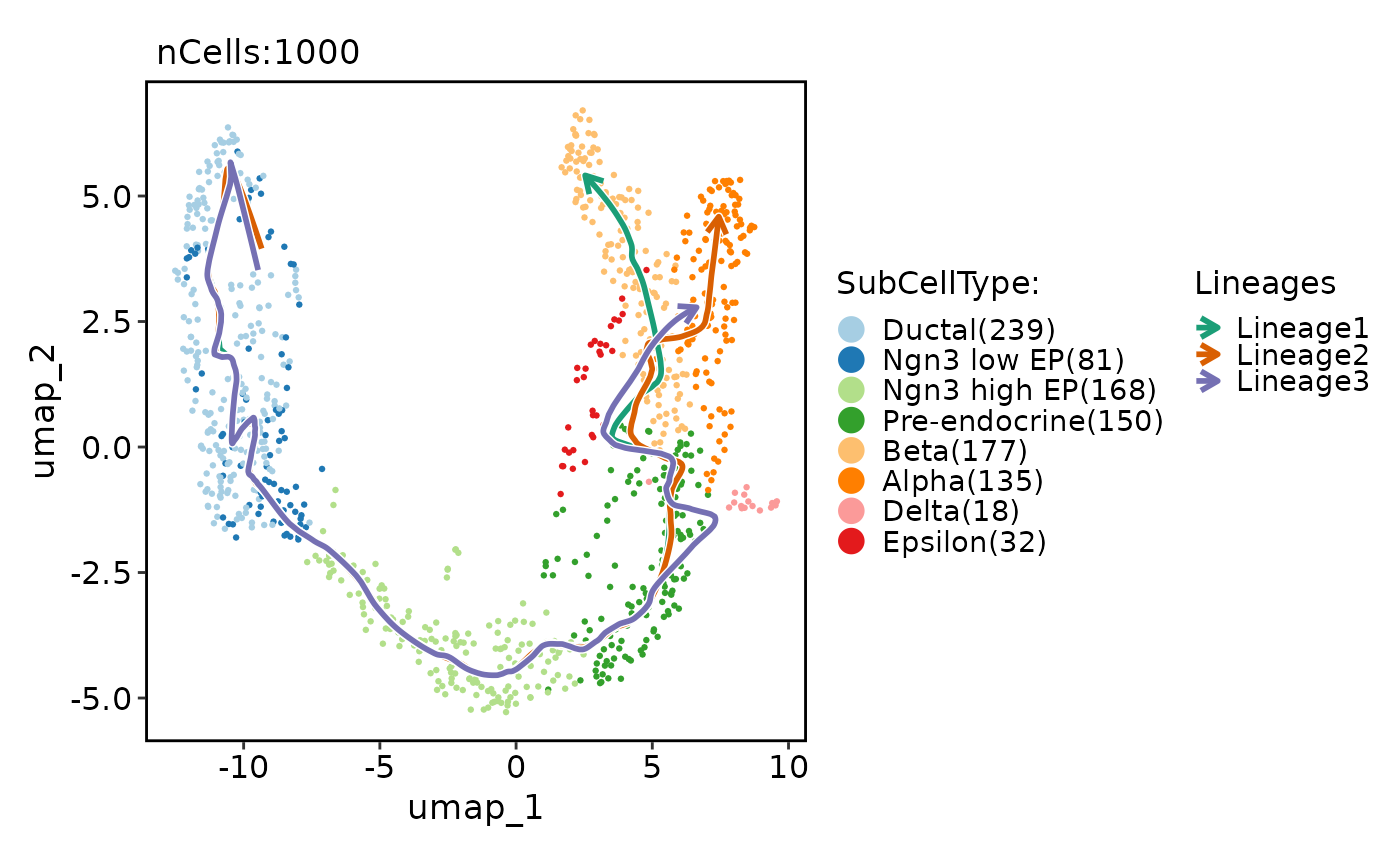 nCells:1000
umap_2
5.0
2.5
0.0
-2.5
-5.0
-10
-5
0
5
10
umap_1
SubCellType:
Ductal(239)
Ngn3 low EP(81)
Ngn3 high EP(168)
Pre-endocrine(150)
Beta(177)
Alpha(135)
Delta(18)
Epsilon(32)
Lineages
Lineage1
Lineage2
Lineage3